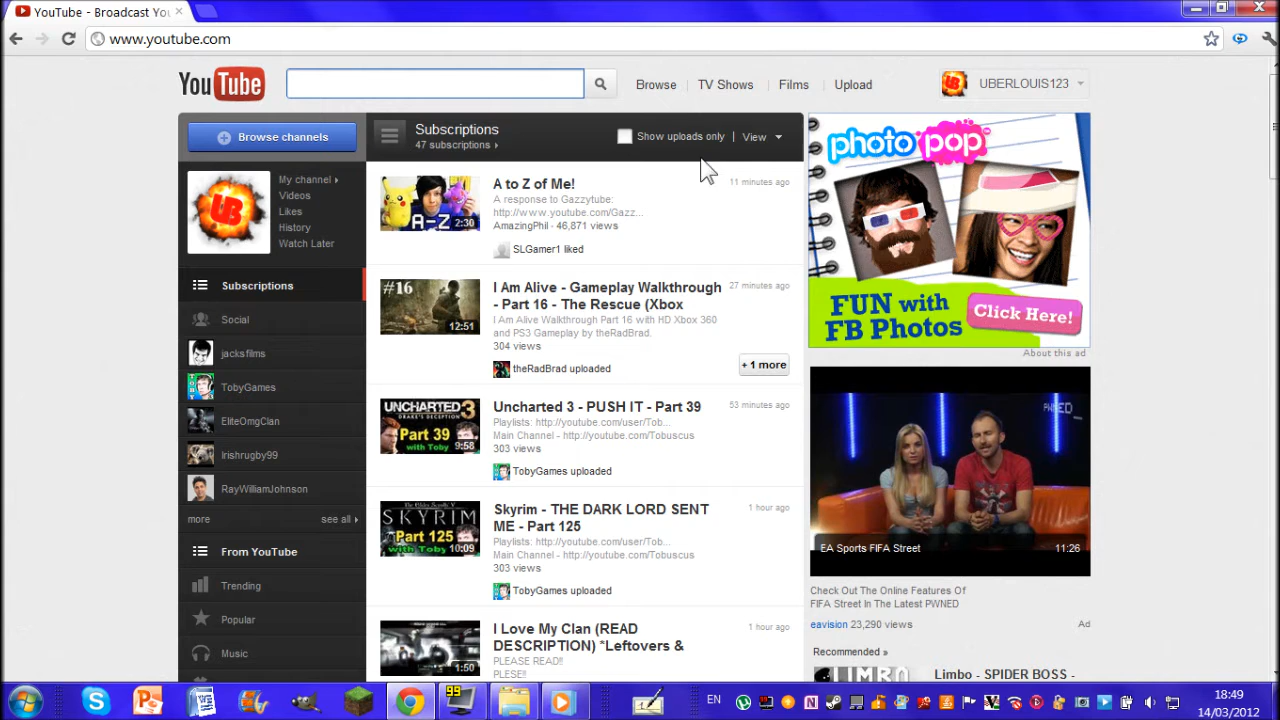 YouTube - Broadcast You
www.youtube.com
YouTube
Browse
TV Shows
Films
Upload
UBERLOUIS123
Browse channels
Subscriptions
47 subscriptions
Show uploads only
View
My channel
Videos
Likes
History
Watch Later
Subscriptions
Social
jacksfilms
TobyGames
EliteOmgClan
Irishrugby99
RayWilliamJohnson
more
see all
From YouTube
Trending
Popular
Music
A-Z
2:30
A to Z of Me!
11 minutes ago
A response to Gazzytube:
http://www.youtube.com/Gazz...
AmazingPhil - 46,871 views
SLGamer1 liked
#16
12:51
I Am Alive - Gameplay Walkthrough
- Part 16 - The Rescue (Xbox
27 minutes ago
I Am Alive Walkthrough Part 16 with HD Xbox 360
and PS3 Gameplay by theRadBrad.
304 views
theRadBrad uploaded
+ 1 more
UNCHARTED 3
DRAKE'S DECEPTION
Part 39
with Toby
9:58
Uncharted 3 - PUSH IT - Part 39
53 minutes ago
Playlists: http://youtube.com/user/Tob...
Main Channel - http://youtube.com/Tobuscus
303 views
TobyGames uploaded
SKYRIM
Part 125
with Toby
10:09
Skyrim - THE DARK LORD SENT
ME - Part 125
1 hour ago
Playlists: http://youtube.com/user/Tob...
Main Channel - http://youtube.com/Tobuscus
303 views
TobyGames uploaded
1:50
I Love My Clan (READ
DESCRIPTION) *Leftovers &
1 hour ago
PLEASE READ!!
PLESE!!
photo pop
FUN with
FB Photos
Click Here!
About this ad
PWNED
EA Sports FIFA Street
11:26
Check Out The Online Features Of
FIFA Street In The Latest PWNED
eavision 23,290 views
Ad
Recommended »
LIMBO
Limbo - SPIDER BOSS -
99
EN
18:49
14/03/2012